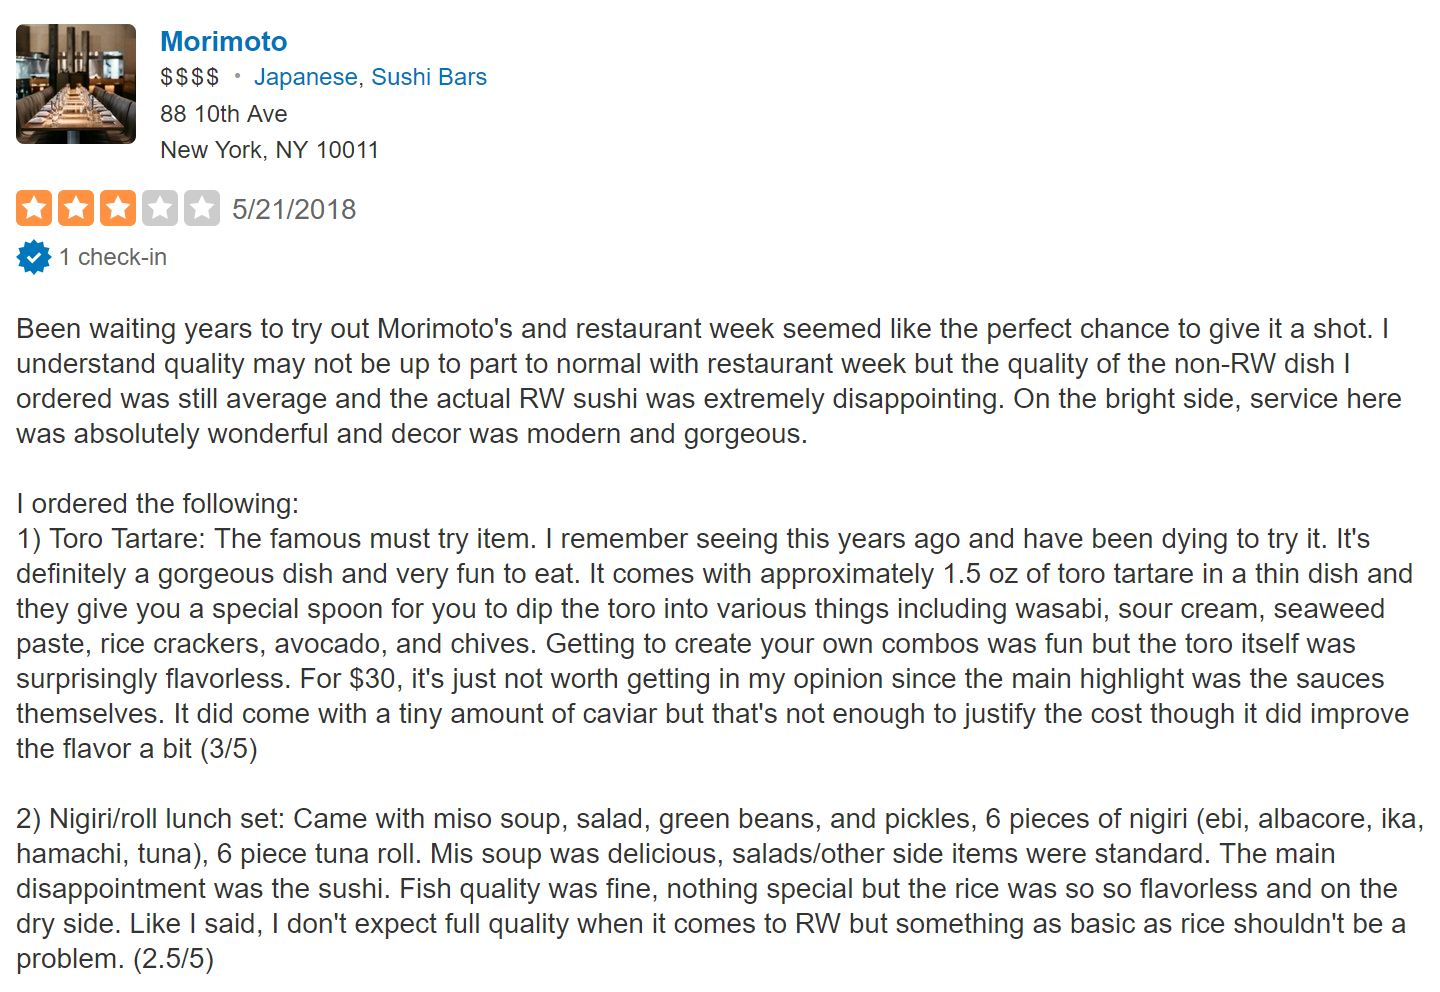 Morimoto
$$$$ • Japanese, Sushi Bars
88 10th Ave
New York, NY 10011
5/21/2018
1 check-in
Been waiting years to try out Morimoto's and restaurant week seemed like the perfect chance to give it a shot. I
understand quality may not be up to part to normal with restaurant week but the quality of the non-RW dish I
ordered was still average and the actual RW sushi was extremely disappointing. On the bright side, service here
was absolutely wonderful and decor was modern and gorgeous.
I ordered the following:
1) Toro Tartare: The famous must try item. I remember seeing this years ago and have been dying to try it. It's
definitely a gorgeous dish and very fun to eat. It comes with approximately 1.5 oz of toro tartare in a thin dish and
they give you a special spoon for you to dip the toro into various things including wasabi, sour cream, seaweed
paste, rice crackers, avocado, and chives. Getting to create your own combos was fun but the toro itself was
surprisingly flavorless. For $30, it's just not worth getting in my opinion since the main highlight was the sauces
themselves. It did come with a tiny amount of caviar but that's not enough to justify the cost though it did improve
the flavor a bit (3/5)
2) Nigiri/roll lunch set: Came with miso soup, salad, green beans, and pickles, 6 pieces of nigiri (ebi, albacore, ika,
hamachi, tuna), 6 piece tuna roll. Mis soup was delicious, salads/other side items were standard. The main
disappointment was the sushi. Fish quality was fine, nothing special but the rice was so so flavorless and on the
dry side. Like I said, I don't expect full quality when it comes to RW but something as basic as rice shouldn't be a
problem. (2.5/5)